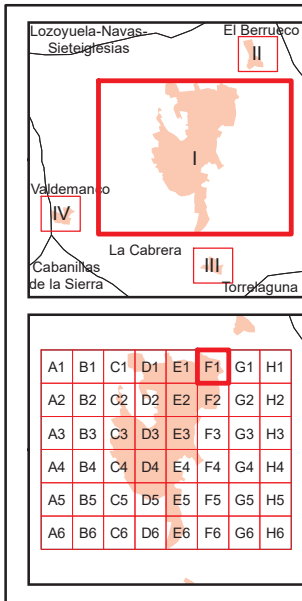 Lozoyuela-Navas-
Sieteiglesias
El Berrueco
II
I
Valdemanco
IV
La Cabrera
III
Cabanillas
de la Sierra
Torrelaguna
A1 B1 C1 D1 E1 F1 G1 H1
A2 B2 C2 D2 E2 F2 G2 H2
A3 B3 C3 D3 E3 F3 G3 H3
A4 B4 C4 D4 E4 F4 G4 H4
A5 B5 C5 D5 E5 F5 G5 H5
A6 B6 C6 D6 E6 F6 G6 H6